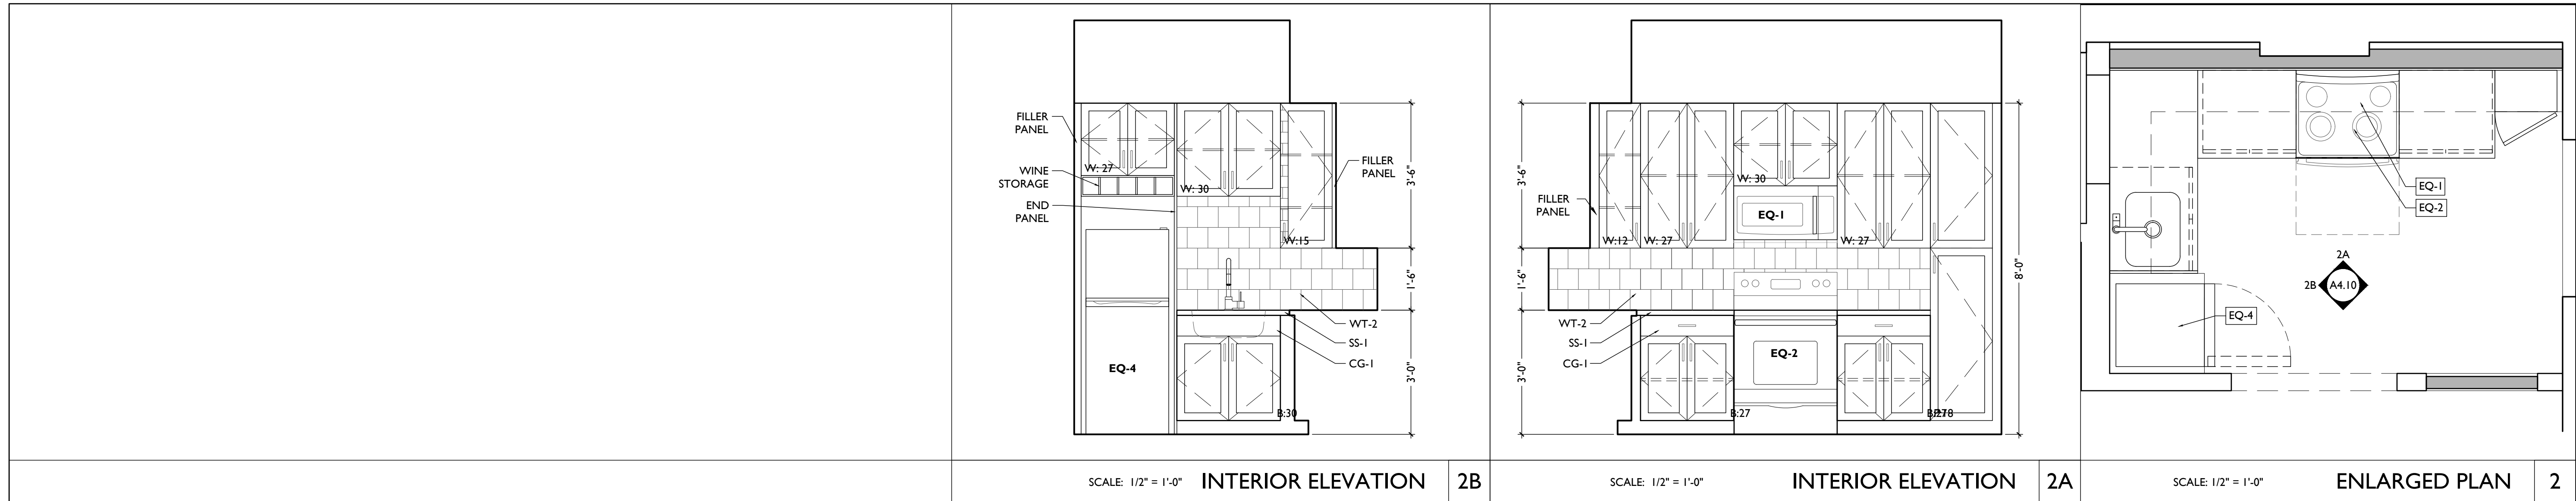 FILLER
PANEL
WINE
STORAGE
END
PANEL
W: 27
W: 30
W:15
EQ-4
B:30
FILLER
PANEL
3'-6"
1'-6"
3'-0"
WT-2
SS-1
CG-1
SCALE: 1/2" = 1'-0"
INTERIOR ELEVATION
2B
3'-6"
1'-6"
3'-0"
FILLER
PANEL
WT-2
SS-1
CG-1
W:12
W: 27
W: 30
EQ-1
W: 27
EQ-2
B:27
8'-0"
SCALE: 1/2" = 1'-0"
INTERIOR ELEVATION
2A
EQ-1
EQ-2
2A
2B
A4.10
EQ-4
SCALE: 1/2" = 1'-0"
ENLARGED PLAN
2